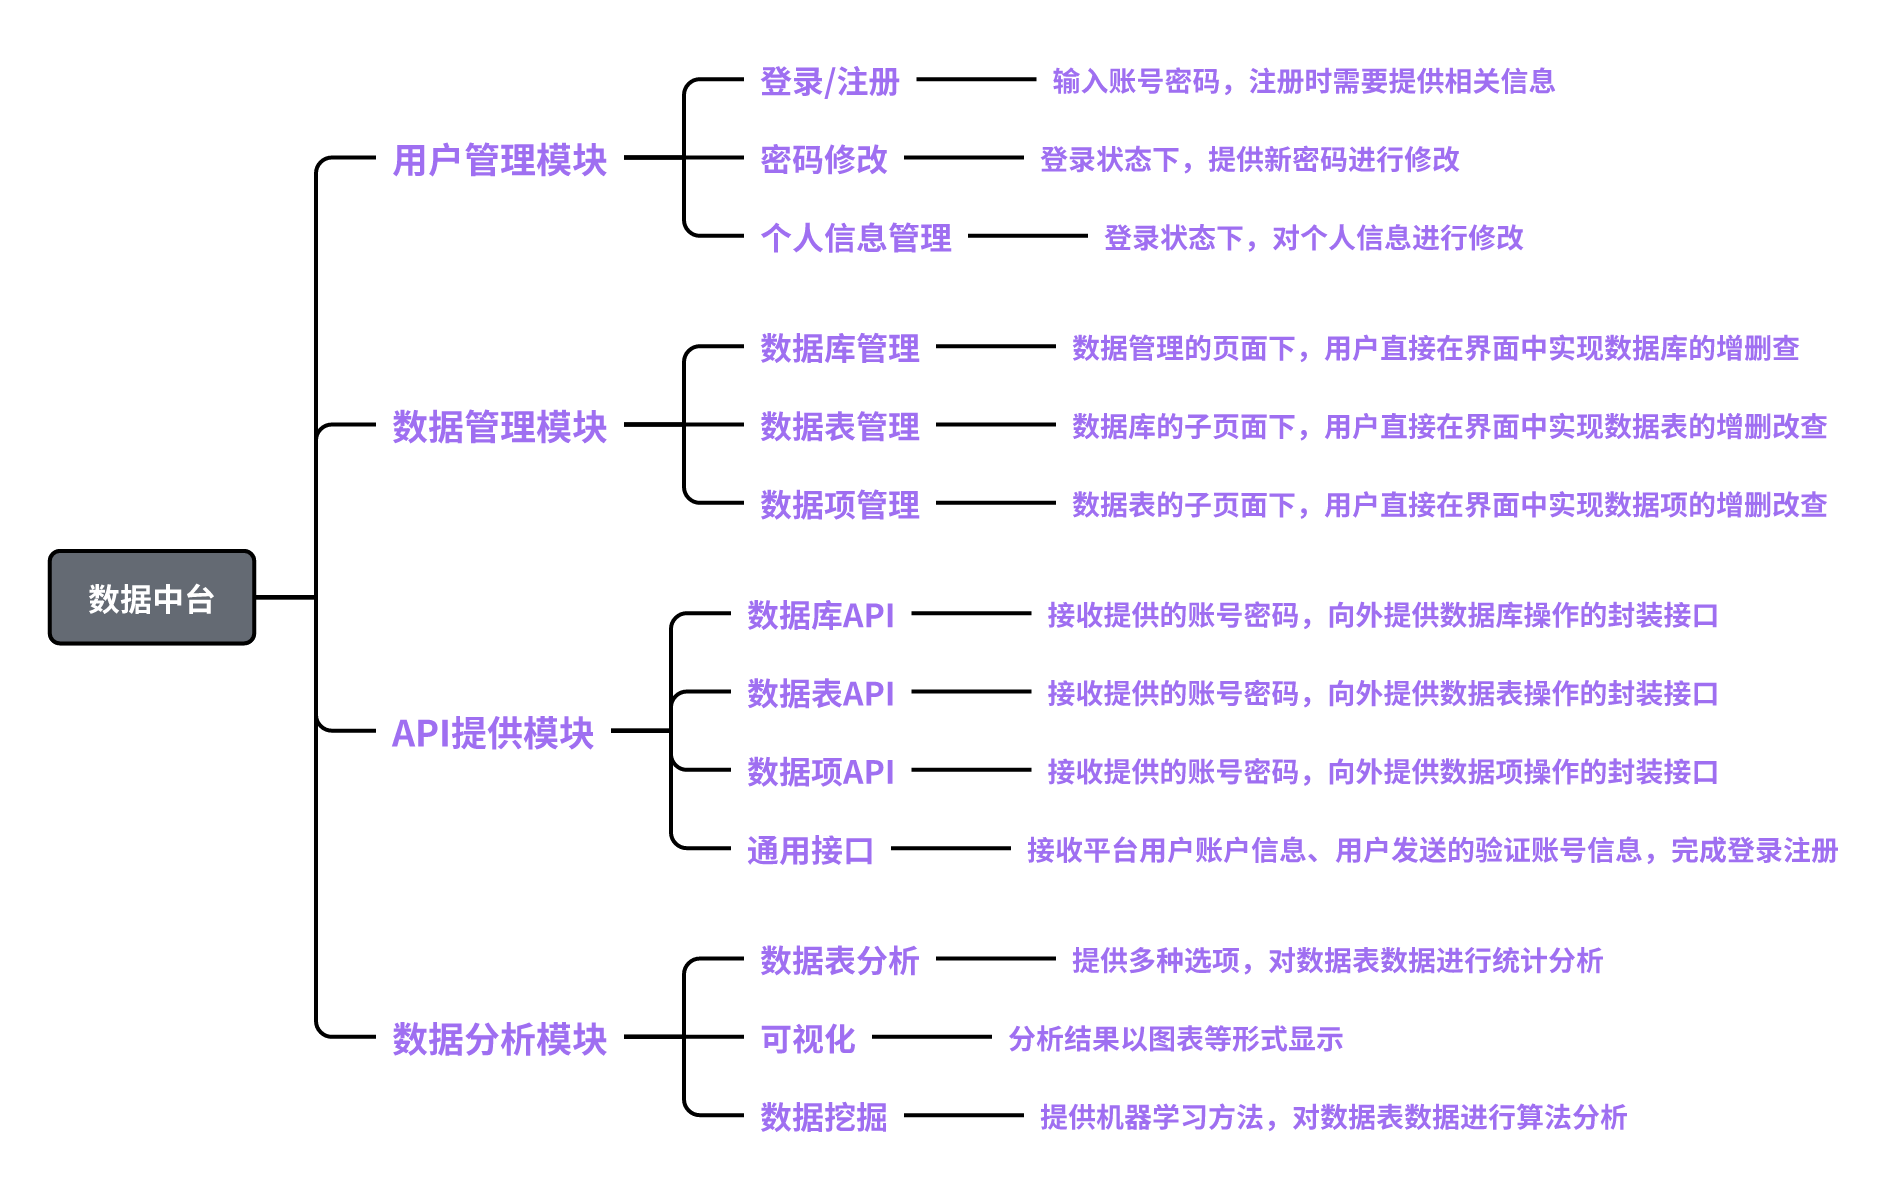 数据中台
用户管理模块
登录/注册
输入账号密码，注册时需要提供相关信息
密码修改
登录状态下，提供新密码进行修改
个人信息管理
登录状态下，对个人信息进行修改
数据管理模块
数据库管理
数据管理的页面下，用户直接在界面中实现数据库的增删查
数据表管理
数据库的子页面下，用户直接在界面中实现数据表的增删改查
数据项管理
数据表的子页面下，用户直接在界面中实现数据项的增删改查
API提供模块
数据库API
接收提供的账号密码，向外提供数据库操作的封装接口
数据表API
接收提供的账号密码，向外提供数据表操作的封装接口
数据项API
接收提供的账号密码，向外提供数据项操作的封装接口
通用接口
接收平台用户账户信息、用户发送的验证账号信息，完成登录注册
数据分析模块
数据表分析
提供多种选项，对数据表数据进行统计分析
可视化
分析结果以图表等形式显示
数据挖掘
提供机器学习方法，对数据表数据进行算法分析